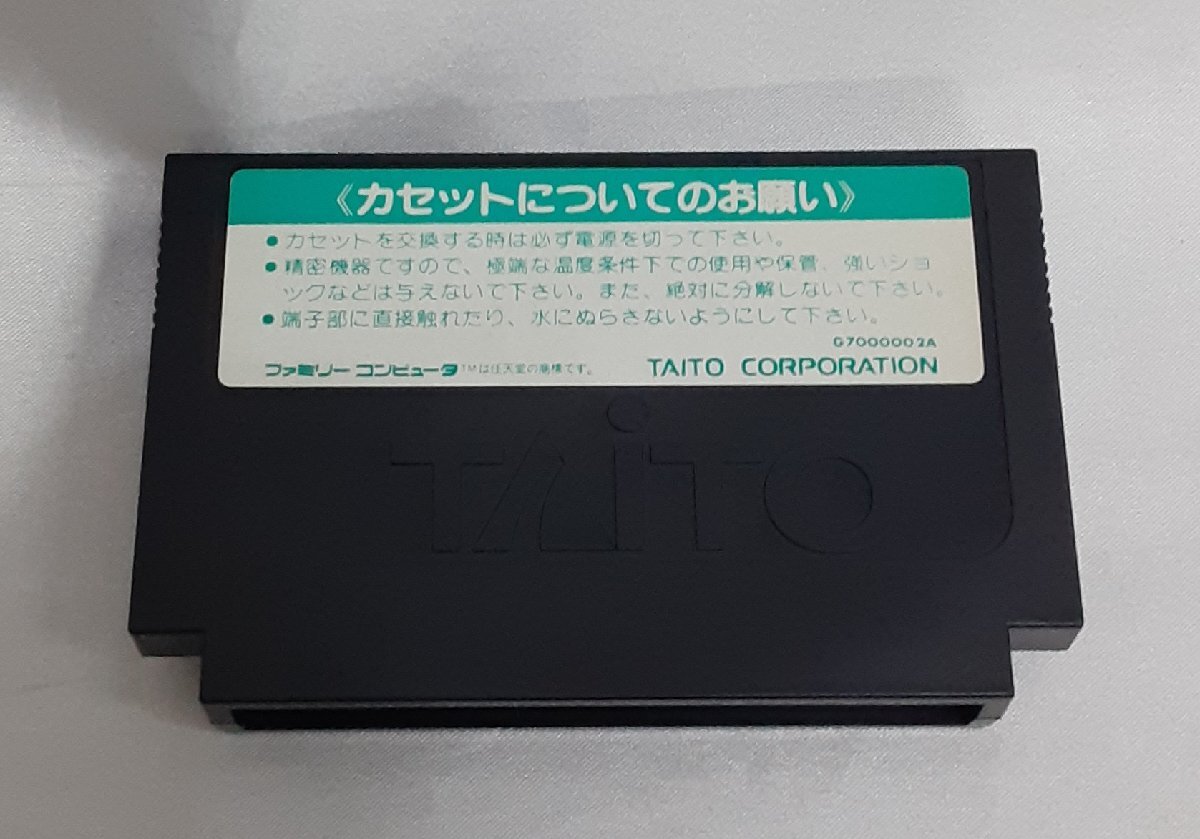 《カセットについてのお願い》
●カセットを交換する時は必ず電源を切って下さい。
●精密機器ですので、極端な温度条件下での使用や保管、強いショ
ックなどは与えないで下さい。また、絶対に分解しないで下さい。
●端子部に直接触れたり、水にぬらさないようにして下さい。
G7000002A
ファミリーコンピュータ™は任天堂の商標です。 TAITO CORPORATION
TAITO